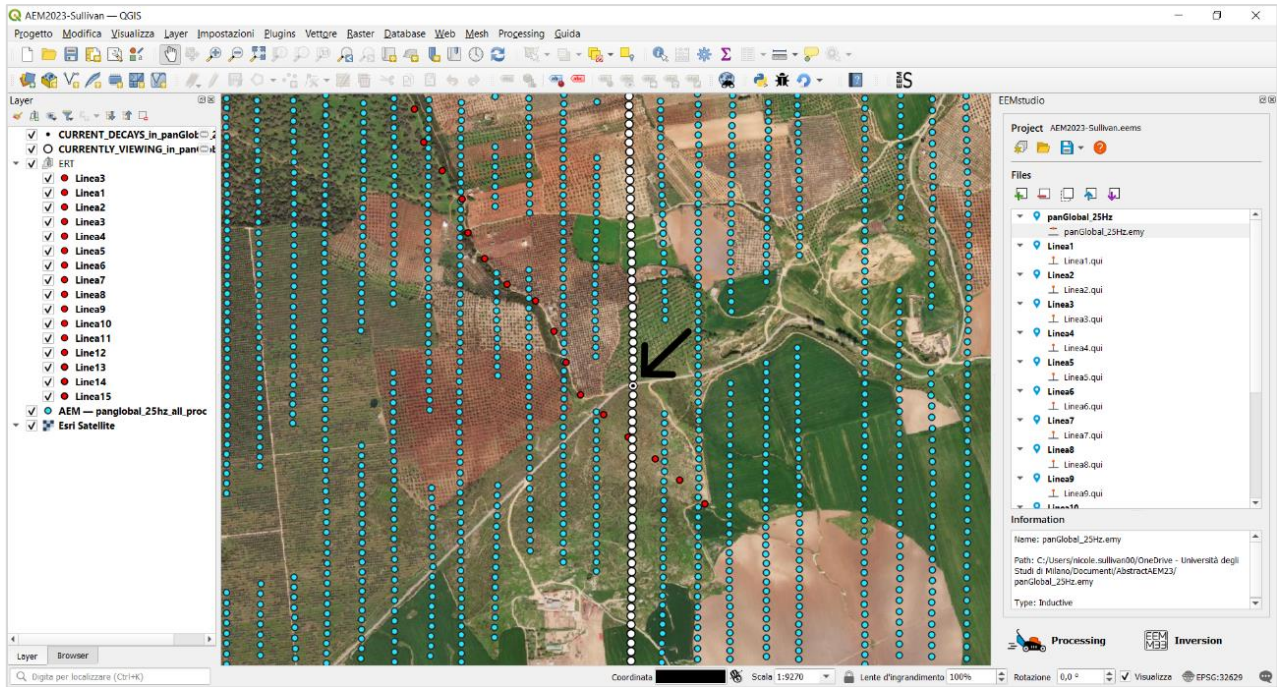 AEM2023-Sullivan — QGIS
Progetto Modifica Visualizza Layer Impostazioni Plugins Vettore Raster Database Web Mesh Processing Guida
Layer
CURRENT_DECAYS_in_panGlob
CURRENTLY_VIEWING_in_pan
ERT
Linea3
Linea1
Linea2
Linea3
Linea4
Linea5
Linea6
Linea7
Linea8
Linea9
Linea10
Linea11
Line12
Line13
Line14
Linea15
AEM — panglobal_25hz_all_proc
Esri Satellite
Layer Browser
EEMstudio
Project AEM2023-Sullivan.eems
Files
panGlobal_25Hz
panGlobal_25Hz.emy
Linea1
Linea1.qui
Linea2
Linea2.qui
Linea3
Linea3.qui
Linea4
Linea4.qui
Linea5
Linea5.qui
Linea6
Linea6.qui
Linea7
Linea7.qui
Linea8
Linea8.qui
Linea9
Linea9.qui
Linea10
Information
Name: panGlobal_25Hz.emy
Path: C:/Users/nicole.sullivan00/OneDrive - Università degli
Studi di Milano/Documenti/AbstractAEM23/
panGlobal_25Hz.emy
Type: Inductive
Processing
Inversion
Digita per localizzare (Ctrl+K) Coordinata Scala 1:9270 Lente d'ingrandimento 100% Rotazione 0,0 ° Visualizza EPSG:32629